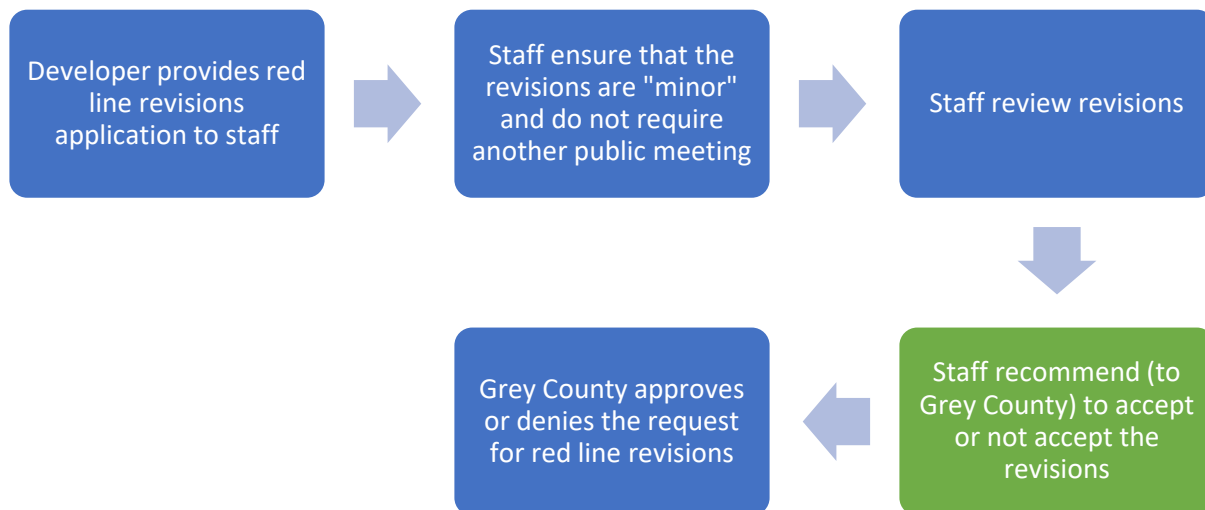 Developer provides red
line revisions
application to staff
Staff ensure that the
revisions are "minor"
and do not require
another public meeting
Staff review revisions
Staff recommend (to
Grey County) to accept
or not accept the
revisions
Grey County approves
or denies the request
for red line revisions